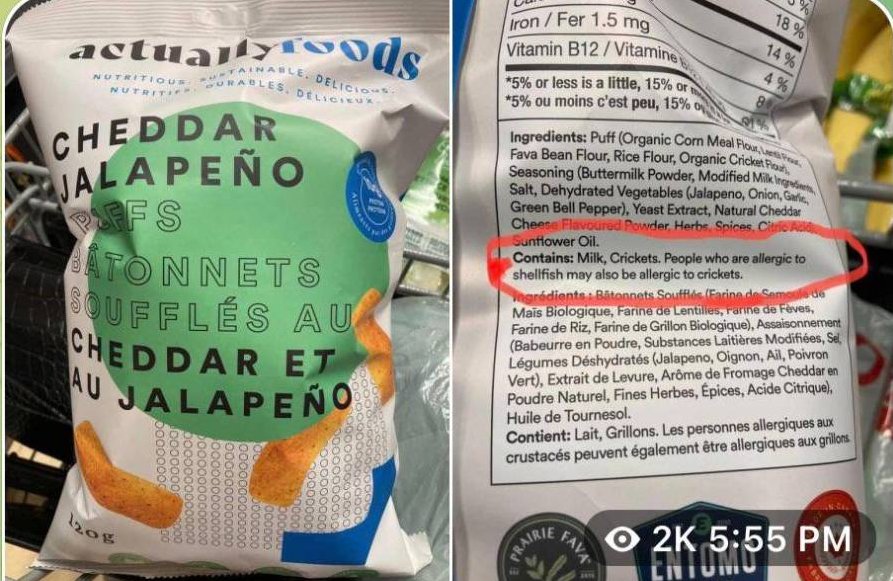 actuallyfoods
NUTRITIOUS. SUSTAINABLE. DELICIOUS.
NUTRITIFS. DURABLES. DÉLICIEUX.
CHEDDAR
JALAPEÑO
PUFFS
BÂTONNETS
SOUFFLÉS AU
CHEDDAR ET
AU JALAPEÑO
120g
18 %
Iron / Fer 1.5 mg
14 %
Vitamin B12 / Vitamine
4 %
*5% or less is a little, 15% or
*5% ou moins c'est peu, 15%
Ingredients: Puff (Organic Corn Meal Flour,
Fava Bean Flour, Rice Flour, Organic Cricket Flour),
Seasoning (Buttermilk Powder, Modified Milk Ingredients,
Salt, Dehydrated Vegetables (Jalapeno, Onion, Garlic,
Green Bell Pepper), Yeast Extract, Natural Cheddar
Cheese Flavoured Powder, Herbs, Spices, Citric Acid),
Sunflower Oil.
Contains: Milk, Crickets. People who are allergic to
shellfish may also be allergic to crickets.
Ingrédients : Bâtonnets Soufflés (Farine de Semoule de
Maïs Biologique, Farine de Lentilles, Farine de Fèves,
Farine de Riz, Farine de Grillon Biologique), Assaisonnement
(Babeurre en Poudre, Substances Laitières Modifiées, Sel,
Légumes Déshydratés (Jalapeno, Oignon, Ail, Poivron
Vert), Extrait de Levure, Arôme de Fromage Cheddar en
Poudre Naturel, Fines Herbes, Épices, Acide Citrique),
Huile de Tournesol.
Contient: Lait, Grillons. Les personnes allergiques aux
crustacés peuvent également être allergiques aux grillons.
PRAIRIE FAVA
ENTOMO
2K 5:55 PM